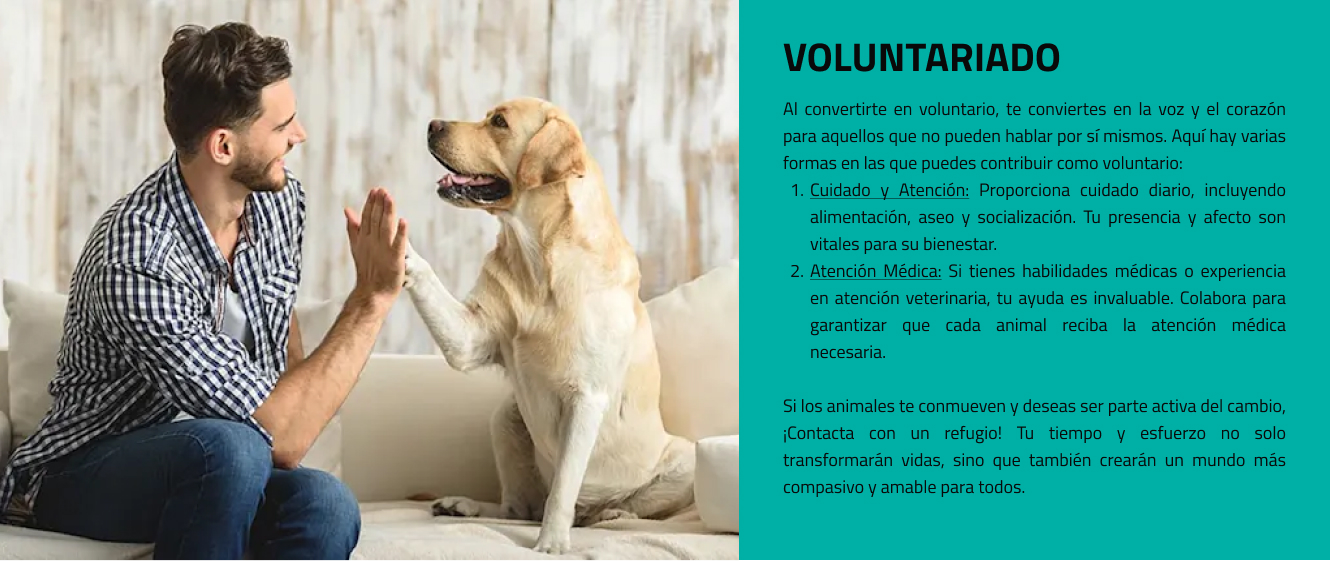 VOLUNTARIADO
Al convertirte en voluntario, te conviertes en la voz y el corazón
para aquellos que no pueden hablar por sí mismos. Aquí hay varias
formas en las que puedes contribuir como voluntario:
1. Cuidado y Atención: Proporciona cuidado diario, incluyendo
alimentación, aseo y socialización. Tu presencia y afecto son
vitales para su bienestar.
2. Atención Médica: Si tienes habilidades médicas o experiencia
en atención veterinaria, tu ayuda es invaluable. Colabora para
garantizar que cada animal reciba la atención médica
necesaria.
Si los animales te conmueven y deseas ser parte activa del cambio,
¡Contacta con un refugio! Tu tiempo y esfuerzo no solo
transformarán vidas, sino que también crearán un mundo más
compasivo y amable para todos.